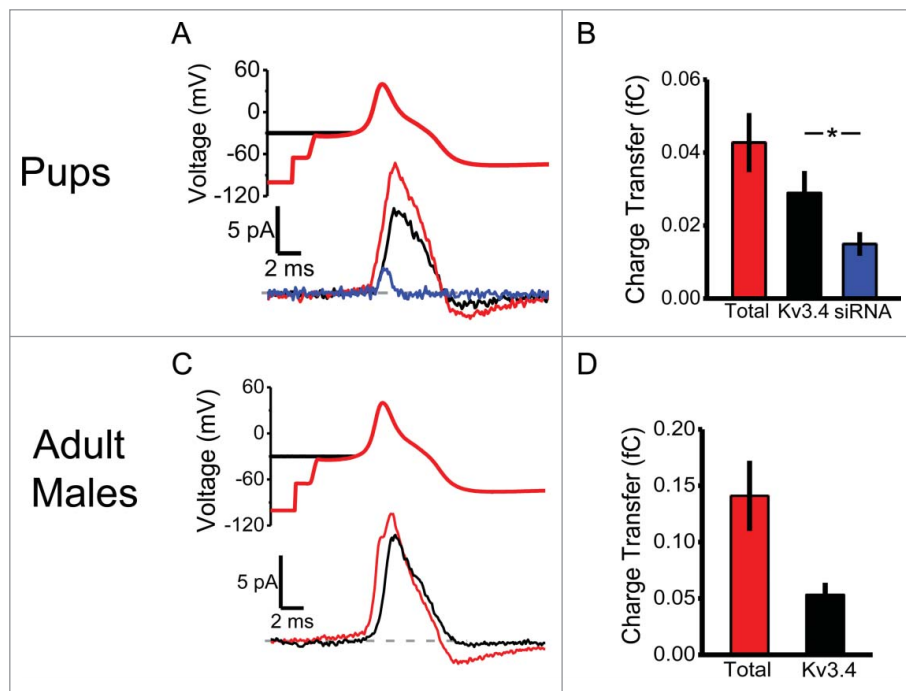 Pups
A
Voltage (mV)
60
0
-60
-120
5 pA
2 ms
B
Charge Transfer (fC)
0.06
0.04
0.02
0.00
*
Total Kv3.4 siRNA
Adult
Males
C
Voltage (mV)
60
0
-60
-120
5 pA
2 ms
D
Charge Transfer (fC)
0.20
0.15
0.10
0.05
0.00
Total Kv3.4